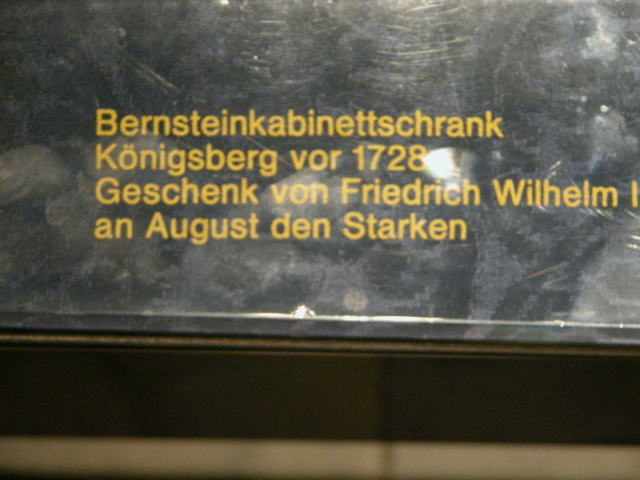 Bernsteinkabinettschrank
Königsberg vor 1728
Geschenk von Friedrich Wilhelm
an August den Starken